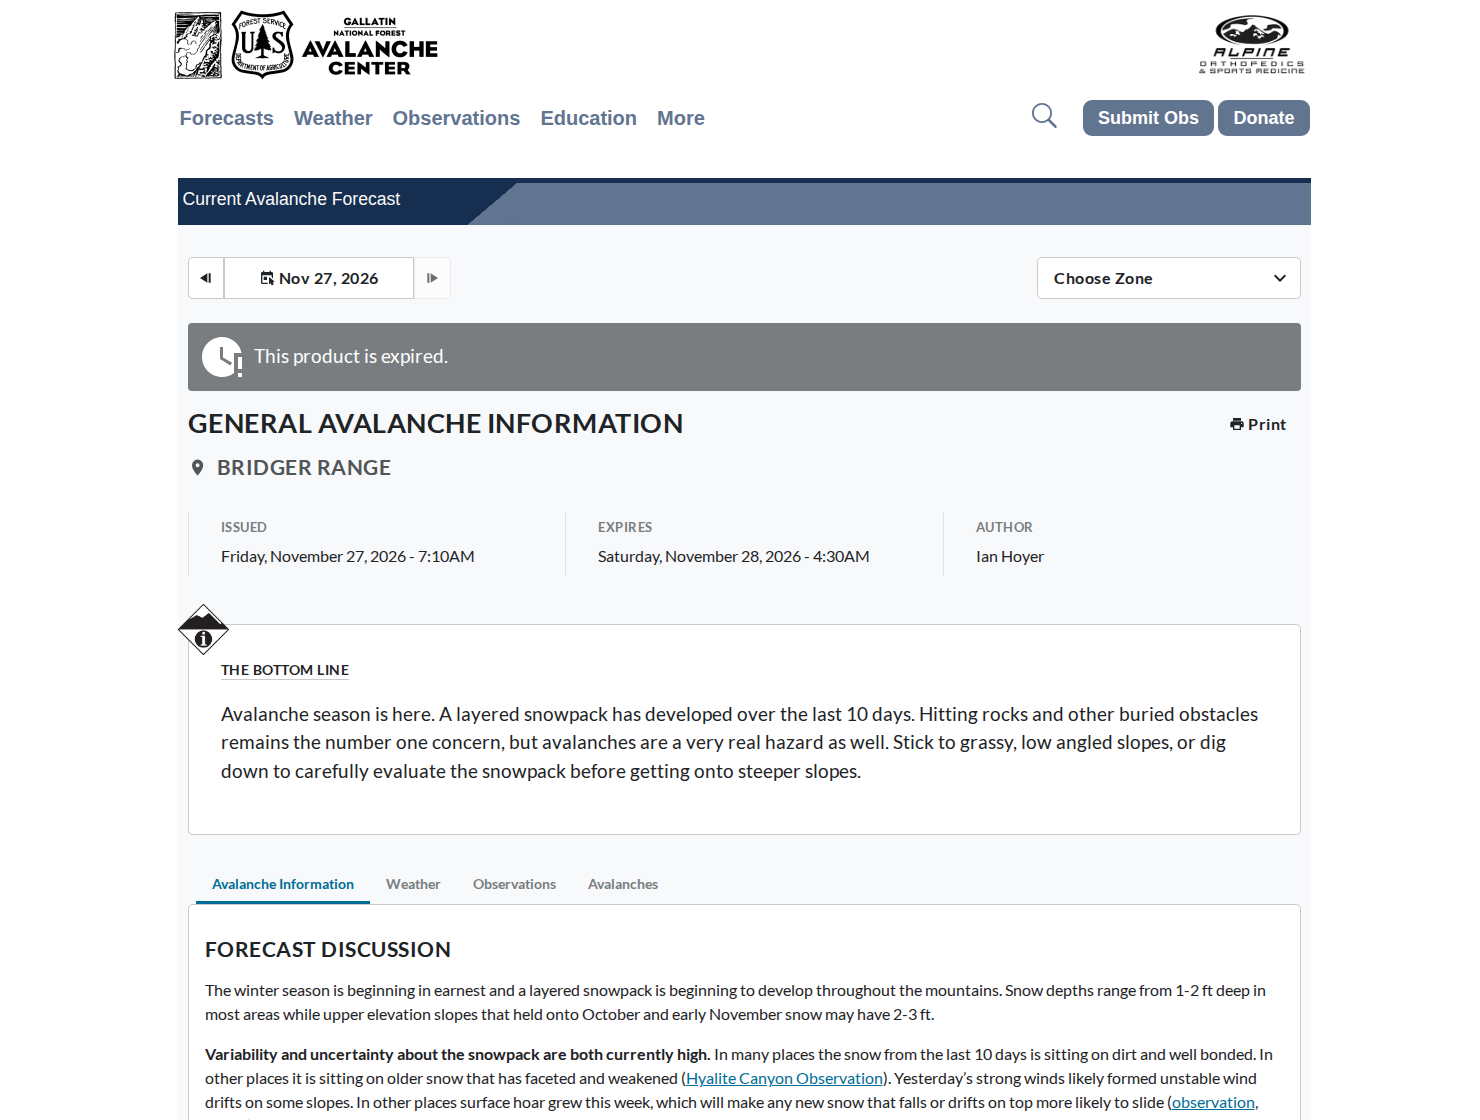 FOREST SERVICE
UAS
DEPARTMENT OF AGRICULTURE
GALLATIN
NATIONAL FOREST
AVALANCHE
CENTER
ALPINE
ORTHOPEDICS
& SPORTS MEDICINE
Forecasts Weather Observations Education More
Submit Obs Donate
Current Avalanche Forecast
Nov 27, 2026
Choose Zone
This product is expired.
GENERAL AVALANCHE INFORMATION
Print
BRIDGER RANGE
ISSUED
Friday, November 27, 2026 - 7:10AM
EXPIRES
Saturday, November 28, 2026 - 4:30AM
AUTHOR
Ian Hoyer
THE BOTTOM LINE
Avalanche season is here. A layered snowpack has developed over the last 10 days. Hitting rocks and other buried obstacles
remains the number one concern, but avalanches are a very real hazard as well. Stick to grassy, low angled slopes, or dig
down to carefully evaluate the snowpack before getting onto steeper slopes.
Avalanche Information Weather Observations Avalanches
FORECAST DISCUSSION
The winter season is beginning in earnest and a layered snowpack is beginning to develop throughout the mountains. Snow depths range from 1-2 ft deep in
most areas while upper elevation slopes that held onto October and early November snow may have 2-3 ft.
Variability and uncertainty about the snowpack are both currently high. In many places the snow from the last 10 days is sitting on dirt and well bonded. In
other places it is sitting on older snow that has faceted and weakened (Hyalite Canyon Observation). Yesterday’s strong winds likely formed unstable wind
drifts on some slopes. In other places surface hoar grew this week, which will make any new snow that falls or drifts on top more likely to slide (observation,